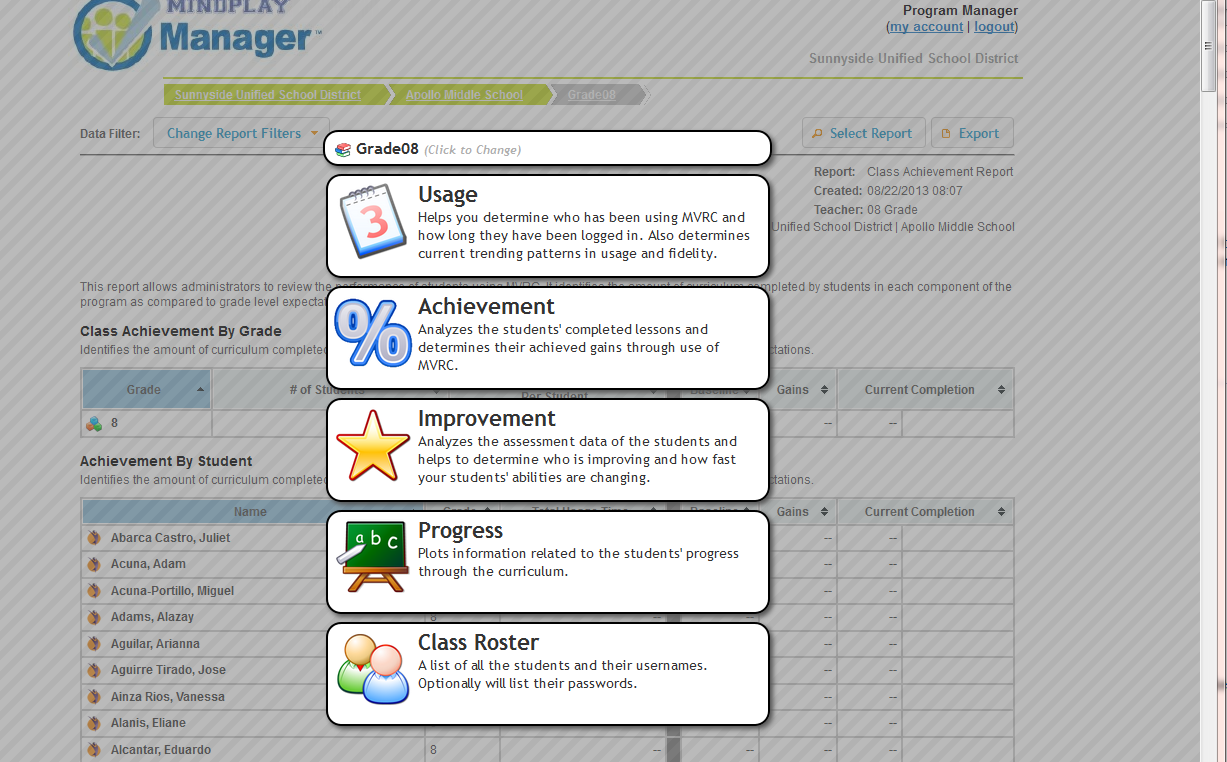 MINDPLAY
Manager™
Program Manager
(my account | logout)
Sunnyside Unified School District
Sunnyside Unified School District
Apollo Middle School
Grade08
Data Filter:
Change Report Filters
Select Report
Export
Grade08 (Click to Change)
Report: Class Achievement Report
Created: 08/22/2013 08:07
Teacher: 08 Grade
Unified School District | Apollo Middle School
Usage
Helps you determine who has been using MVRC and
how long they have been logged in. Also determines
current trending patterns in usage and fidelity.
3
This report allows administrators to review the performance of students using MVRC. It identifies the amount of curriculum completed by students in each component of the
program as compared to grade level
Achievement
Analyzes the students' completed lessons and
determines their achieved gains through use of
MVRC.
%
Class Achievement By Grade
Identifies the amount of curriculum completed
Grade
# of Students
Per Student
Baseline
Gains
Current Completion
8
--
--
Improvement
Analyzes the assessment data of the students and
helps to determine who is improving and how fast
your students' abilities are changing.
Achievement By Student
Identifies the amount of curriculum completed
Name
Grade
Total Usage Time
Baseline
Gains
Current Completion
Progress
Plots information related to the students' progress
through the curriculum.
a b c
Abarca Castro, Juliet -- --
Acuna, Adam -- --
Acuna-Portillo, Miguel -- --
Adams, Alazay 8 -- -- -- --
Class Roster
A list of all the students and their usernames.
Optionally will list their passwords.
Aguilar, Arianna -- --
Aguirre Tirado, Jose -- --
Ainza Rios, Vanessa -- --
Alanis, Eliane -- --
Alcantar, Eduardo 8 -- -- -- --